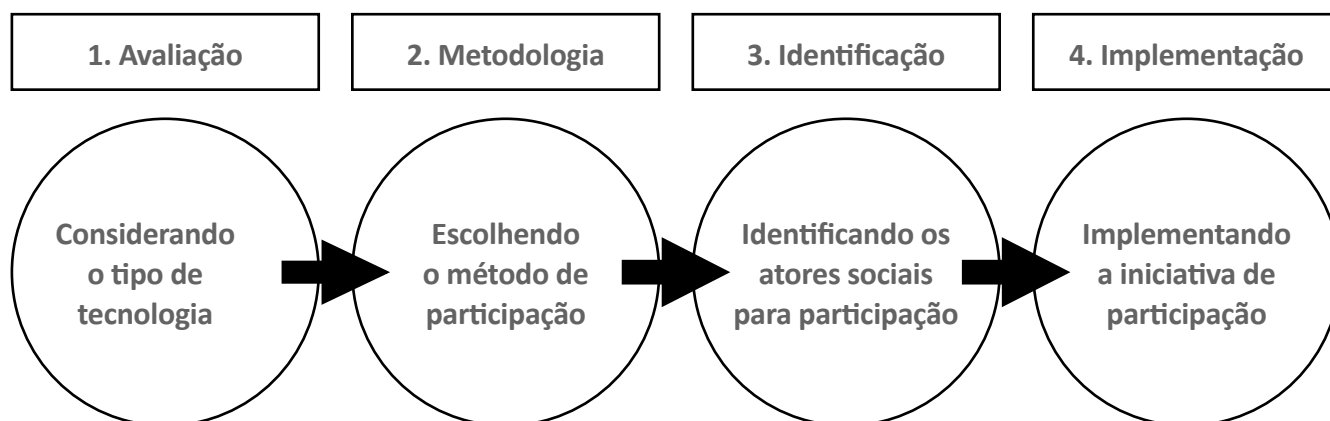 1. Avaliação
2. Metodologia
3. Identificação
4. Implementação
Considerando
o tipo de
tecnologia
Escolhendo
o método de
participação
Identificando os
atores sociais
para participação
Implementando
a iniciativa de
participação